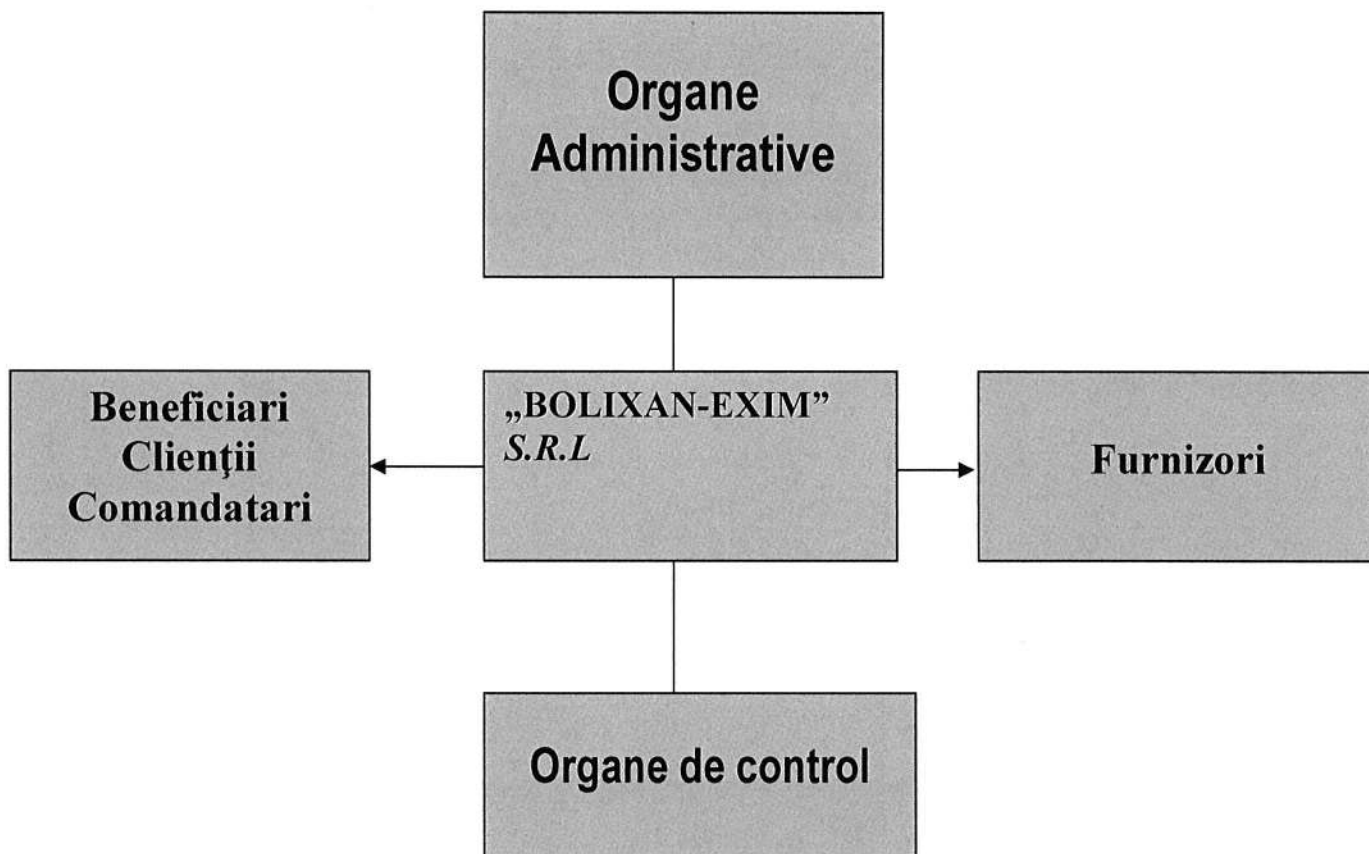 Organe
Administrative
Beneficiari
Clienţii
Comandatari
„BOLIXAN-EXIM”
S.R.L
Furnizori
Organe de control